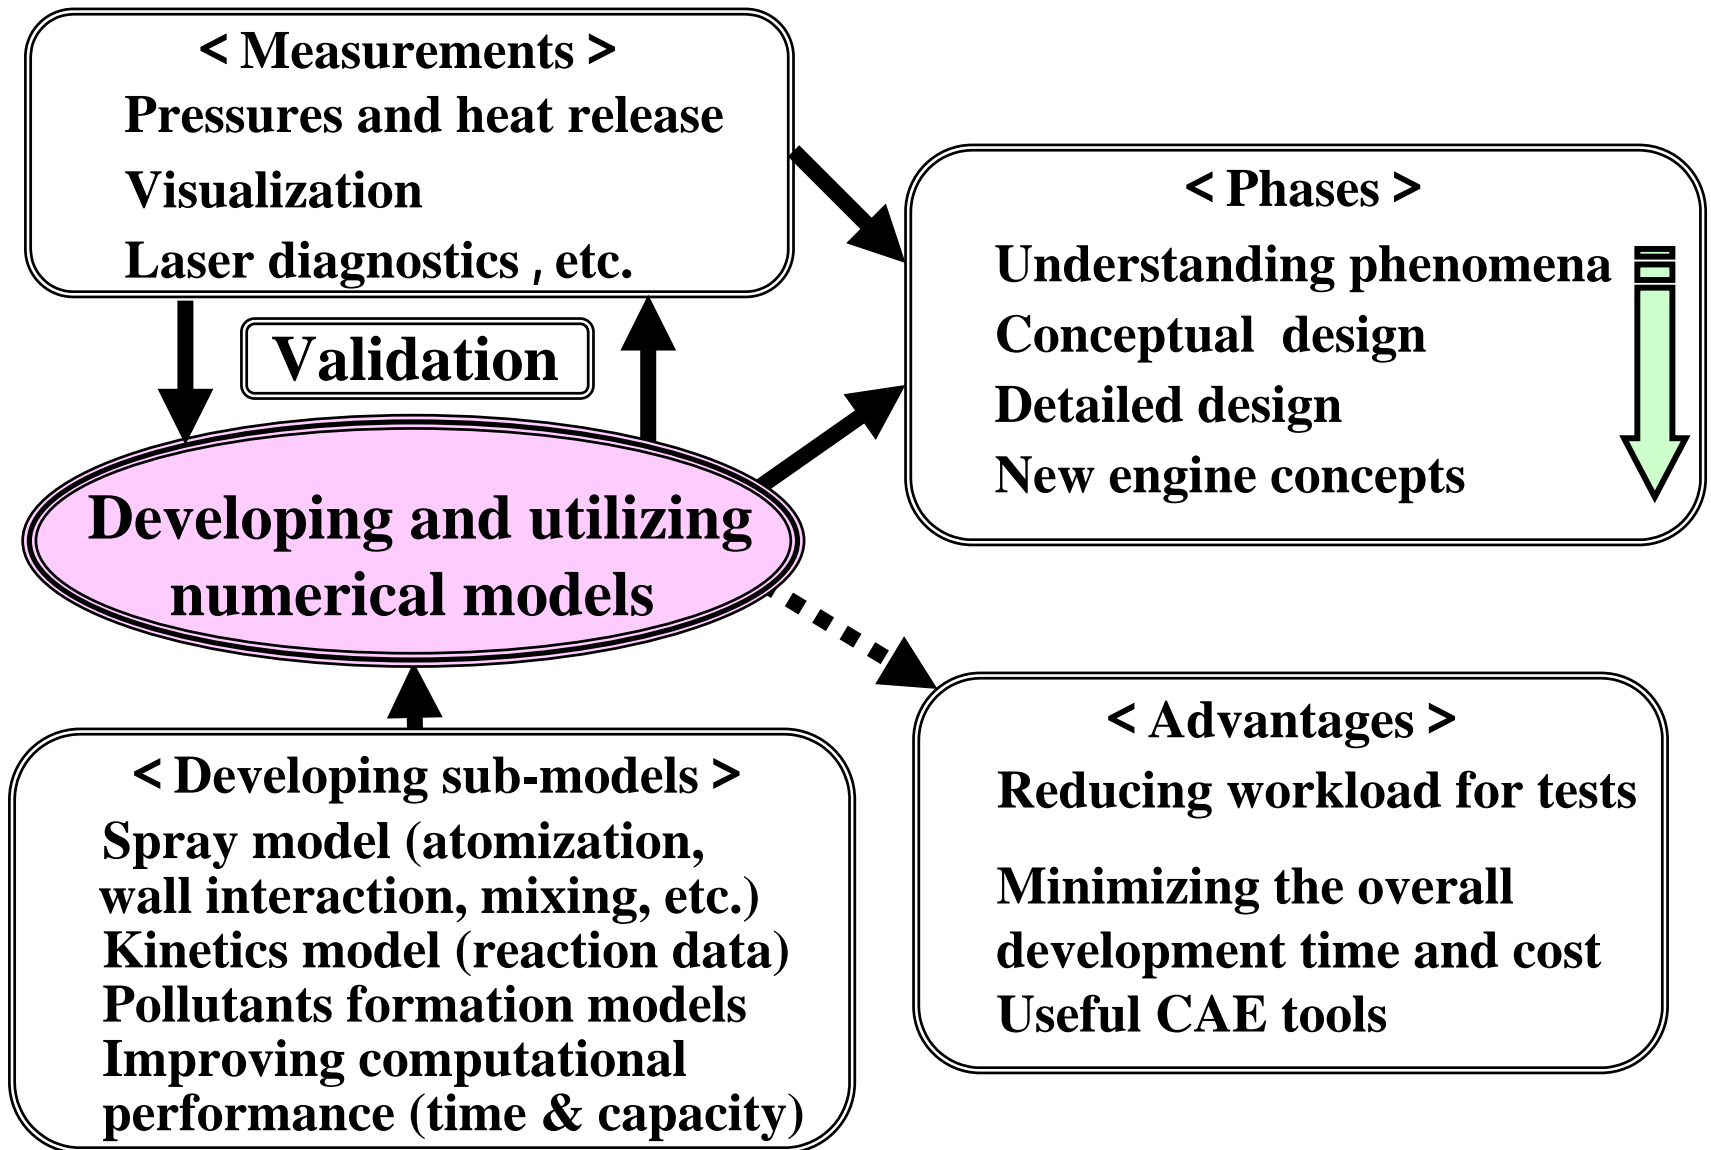 < Measurements >
Pressures and heat release
Visualization
Laser diagnostics , etc.
Validation
Developing and utilizing
numerical models
< Developing sub-models >
Spray model (atomization,
wall interaction, mixing, etc.)
Kinetics model (reaction data)
Pollutants formation models
Improving computational
performance (time & capacity)
< Phases >
Understanding phenomena
Conceptual design
Detailed design
New engine concepts
< Advantages >
Reducing workload for tests
Minimizing the overall
development time and cost
Useful CAE tools